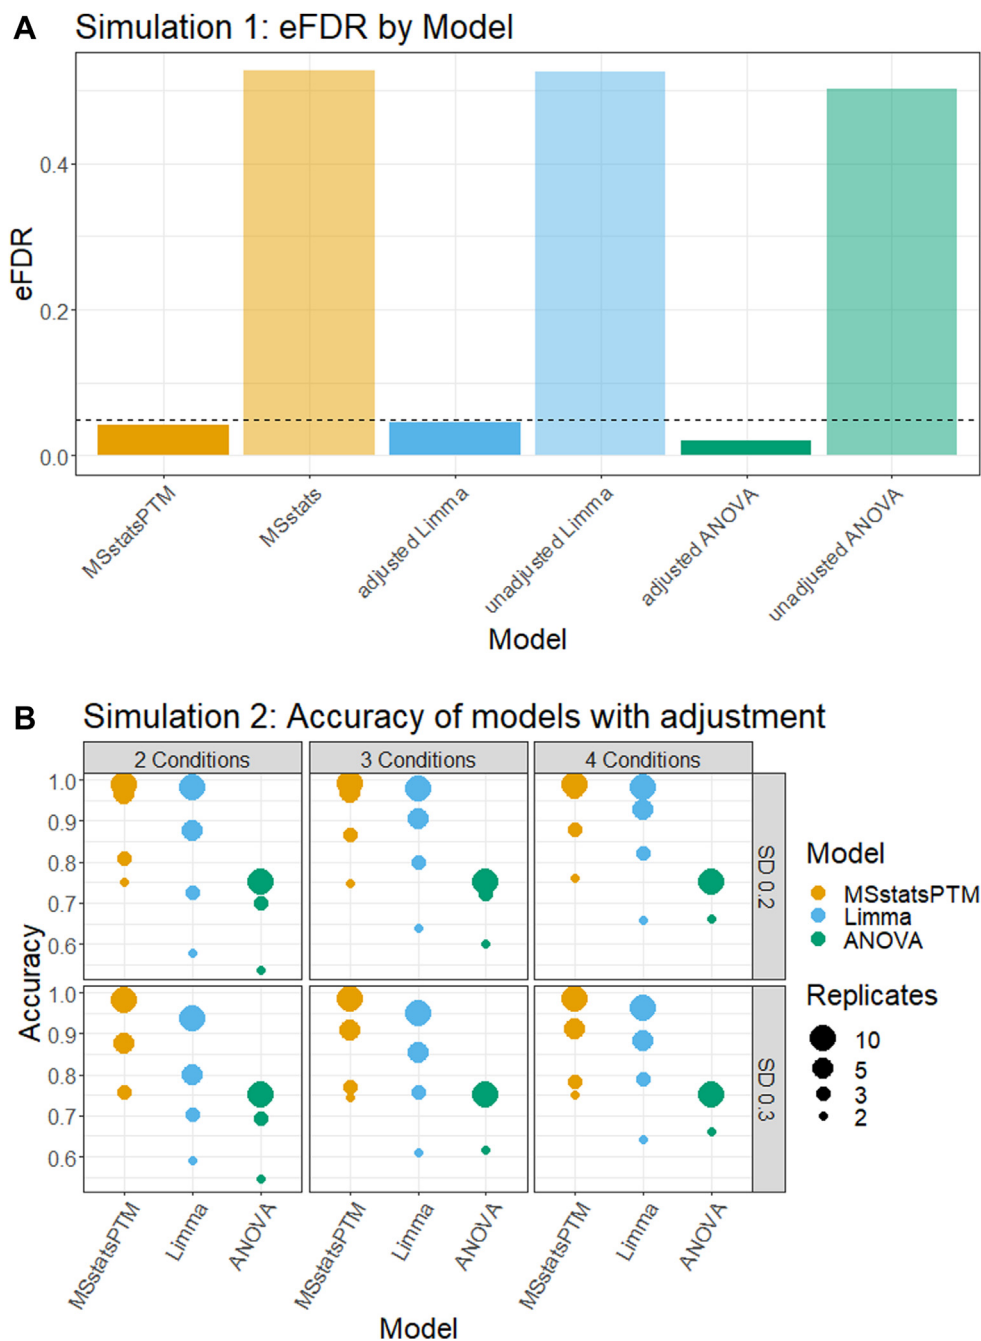 A
Simulation 1: eFDR by Model
eFDR
0.4
0.2
0.0
MSstatsPTM
MSstats
adjusted Limma
unadjusted Limma
adjusted ANOVA
unadjusted ANOVA
Model
B
Simulation 2: Accuracy of models with adjustment
2 Conditions
3 Conditions
4 Conditions
Accuracy
1.0
0.9
0.8
0.7
0.6
SD 0.2
1.0
0.9
0.8
0.7
0.6
SD 0.3
MSstatsPTM
Limma
ANOVA
MSstatsPTM
Limma
ANOVA
MSstatsPTM
Limma
ANOVA
Model
Model
MSstatsPTM
Limma
ANOVA
Replicates
10
5
3
2